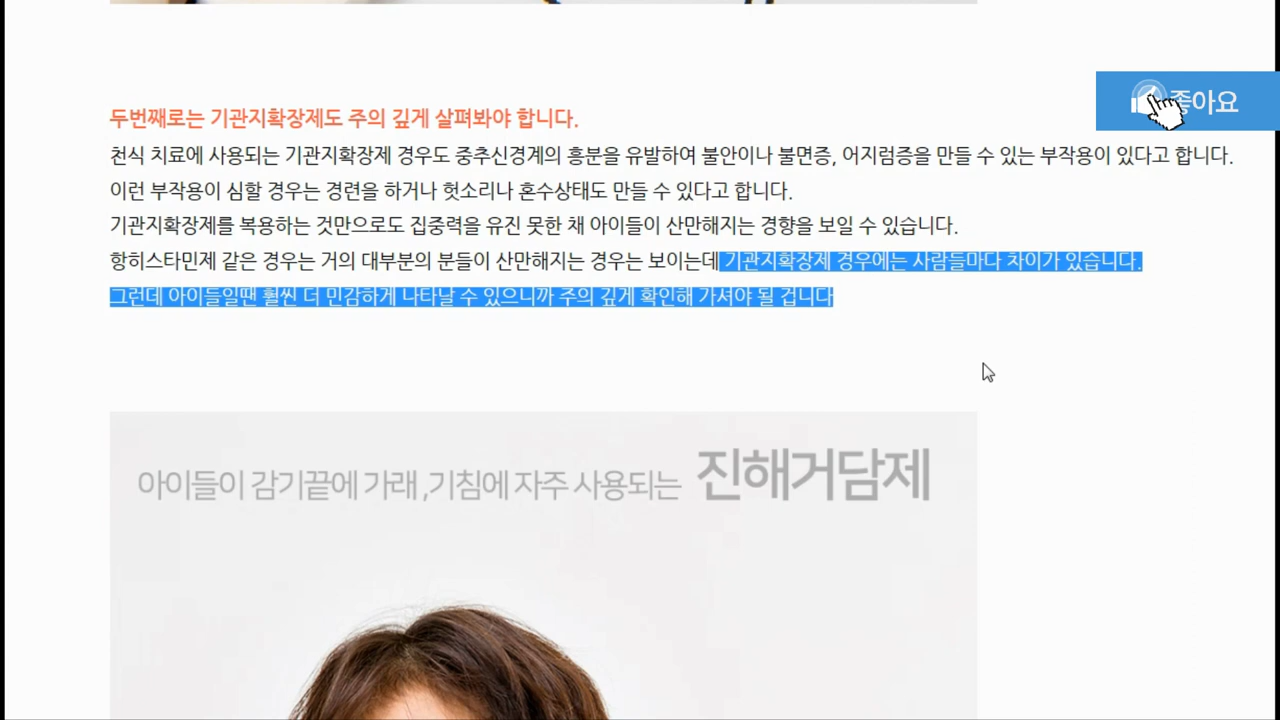 좋아요
두번째로는 기관지확장제도 주의 깊게 살펴봐야 합니다.
천식 치료에 사용되는 기관지확장제 경우도 중추신경계의 흥분을 유발하여 불안이나 불면증, 어지럼증을 만들 수 있는 부작용이 있다고 합니다.
이런 부작용이 심할 경우는 경련을 하거나 헛소리나 혼수상태도 만들 수 있다고 합니다.
기관지확장제를 복용하는 것만으로도 집중력을 유진 못한 채 아이들이 산만해지는 경향을 보일 수 있습니다.
항히스타민제 같은 경우는 거의 대부분의 분들이 산만해지는 경우는 보이는데 기관지확장제 경우에는 사람들마다 차이가 있습니다.
그런데 아이들일땐 훨씬 더 민감하게 나타날 수 있으니까 주의 깊게 확인해 가셔야 될 겁니다
아이들이 감기끝에 가래 ,기침에 자주 사용되는 진해거담제